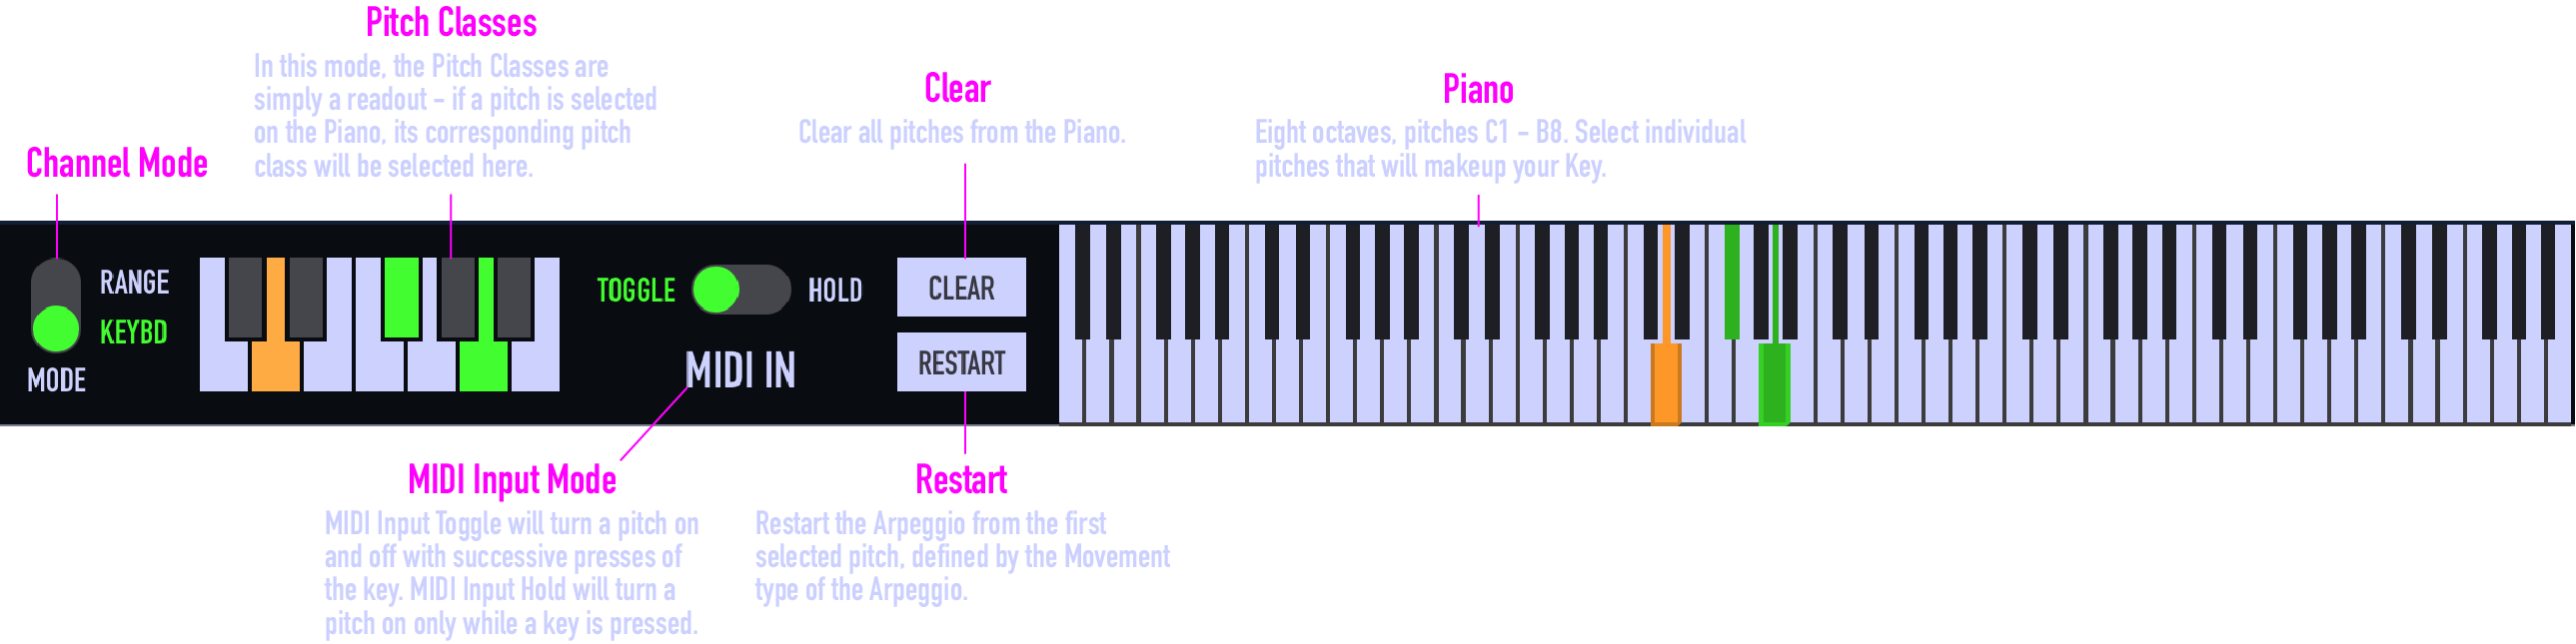 Pitch Classes
In this mode, the Pitch Classes are
simply a readout - if a pitch is selected
on the Piano, its corresponding pitch
class will be selected here.
Clear
Clear all pitches from the Piano.
Piano
Eight octaves, pitches C1 - B8. Select individual
pitches that will makeup your Key.
Channel Mode
RANGE
KEYBD
MODE
TOGGLE
HOLD
MIDI IN
CLEAR
RESTART
MIDI Input Mode
MIDI Input Toggle will turn a pitch on
and off with successive presses of
the key. MIDI Input Hold will turn a
pitch on only while a key is pressed.
Restart
Restart the Arpeggio from the first
selected pitch, defined by the Movement
type of the Arpeggio.